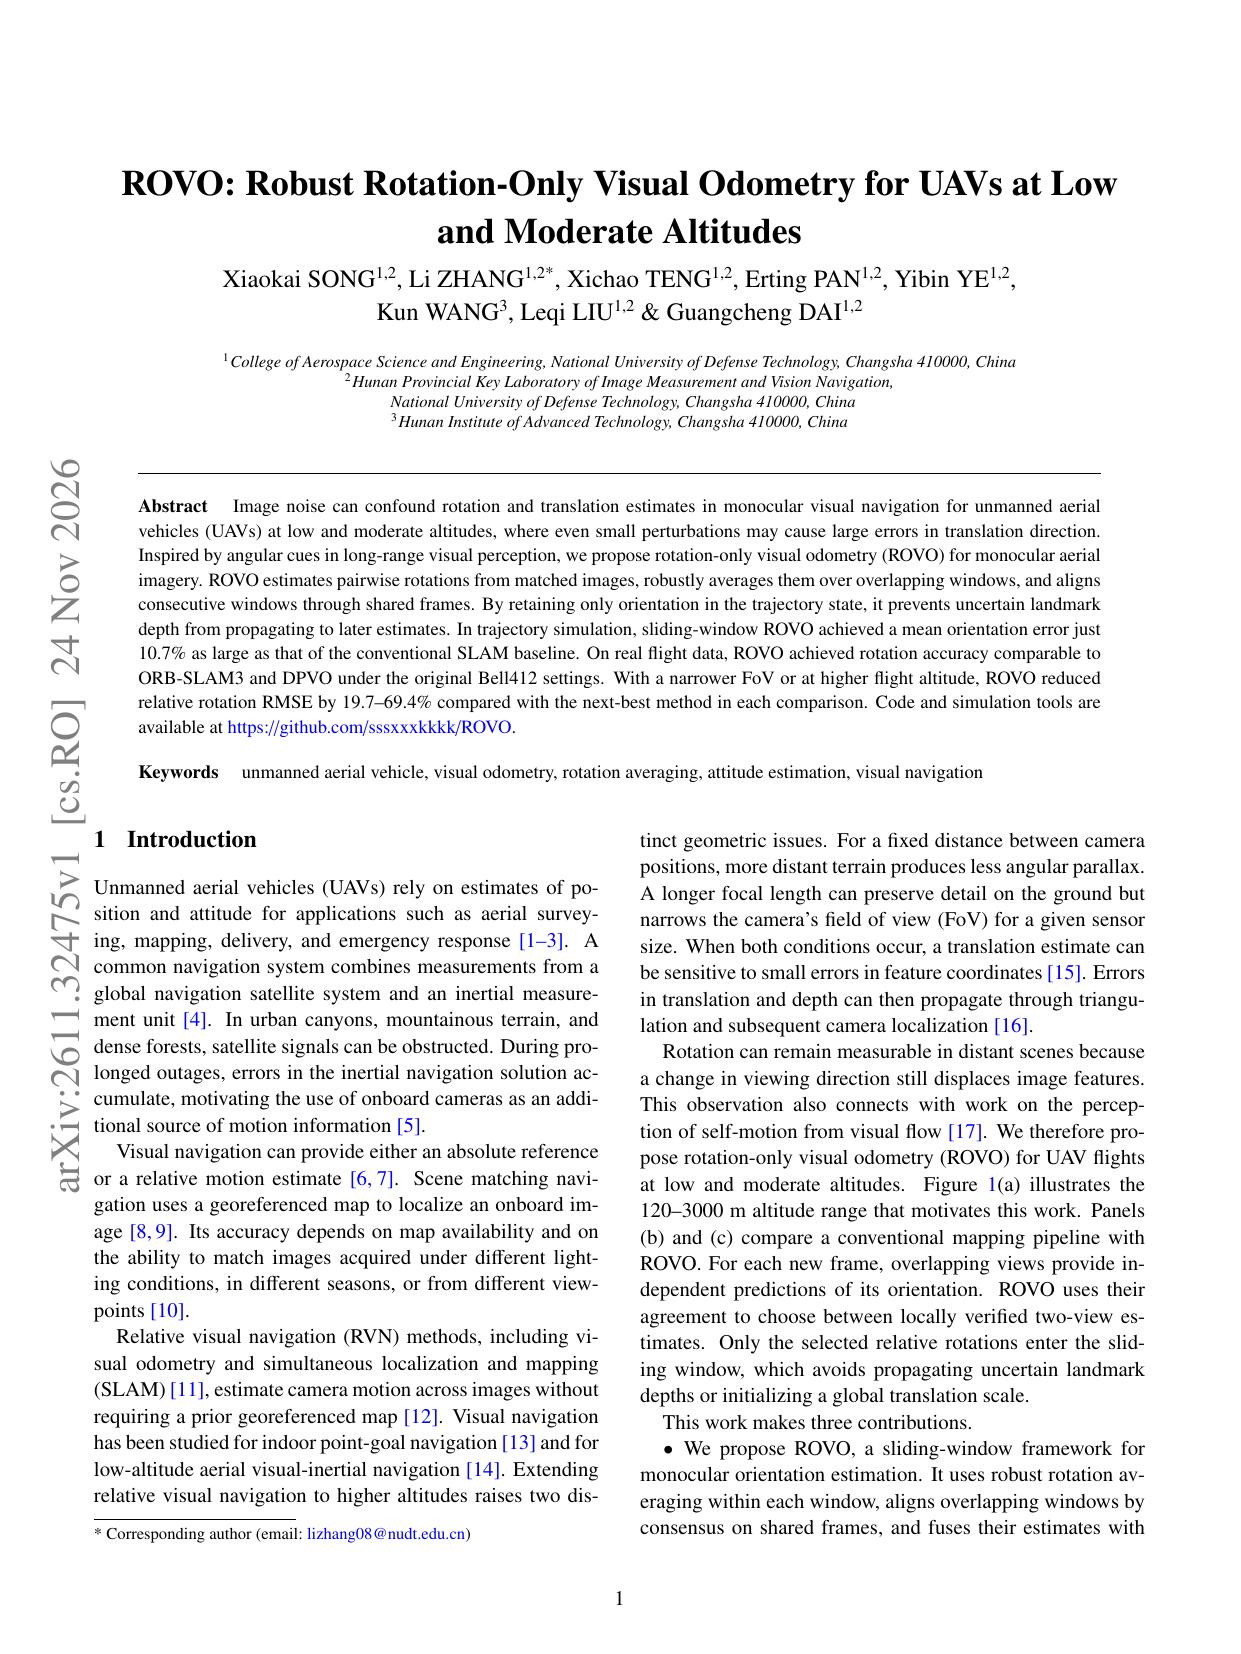 ROVO: Robust Rotation-Only Visual Odometry for UAVs at Low
and Moderate Altitudes
Xiaokai SONG1,2, Li ZHANG1,2*, Xichao TENG1,2, Erting PAN1,2, Yibin YE1,2,
Kun WANG3, Leqi LIU1,2 & Guangcheng DAI1,2
1College of Aerospace Science and Engineering, National University of Defense Technology, Changsha 410000, China
2Hunan Provincial Key Laboratory of Image Measurement and Vision Navigation,
National University of Defense Technology, Changsha 410000, China
3Hunan Institute of Advanced Technology, Changsha 410000, China
arXiv:2611.32475v1 [cs.RO] 24 Nov 2026
Abstract Image noise can confound rotation and translation estimates in monocular visual navigation for unmanned aerial
vehicles (UAVs) at low and moderate altitudes, where even small perturbations may cause large errors in translation direction.
Inspired by angular cues in long-range visual perception, we propose rotation-only visual odometry (ROVO) for monocular aerial
imagery. ROVO estimates pairwise rotations from matched images, robustly averages them over overlapping windows, and aligns
consecutive windows through shared frames. By retaining only orientation in the trajectory state, it prevents uncertain landmark
depth from propagating to later estimates. In trajectory simulation, sliding-window ROVO achieved a mean orientation error just
10.7% as large as that of the conventional SLAM baseline. On real flight data, ROVO achieved rotation accuracy comparable to
ORB-SLAM3 and DPVO under the original Bell412 settings. With a narrower FoV or at higher flight altitude, ROVO reduced
relative rotation RMSE by 19.7–69.4% compared with the next-best method in each comparison. Code and simulation tools are
available at https://github.com/sssxxxkkkk/ROVO.
Keywords unmanned aerial vehicle, visual odometry, rotation averaging, attitude estimation, visual navigation
1 Introduction
Unmanned aerial vehicles (UAVs) rely on estimates of po-
sition and attitude for applications such as aerial survey-
ing, mapping, delivery, and emergency response [1–3]. A
common navigation system combines measurements from a
global navigation satellite system and an inertial measure-
ment unit [4]. In urban canyons, mountainous terrain, and
dense forests, satellite signals can be obstructed. During pro-
longed outages, errors in the inertial navigation solution ac-
cumulate, motivating the use of onboard cameras as an addi-
tional source of motion information [5].
Visual navigation can provide either an absolute reference
or a relative motion estimate [6, 7]. Scene matching navi-
gation uses a georeferenced map to localize an onboard im-
age [8, 9]. Its accuracy depends on map availability and on
the ability to match images acquired under different light-
ing conditions, in different seasons, or from different view-
points [10].
Relative visual navigation (RVN) methods, including vi-
sual odometry and simultaneous localization and mapping
(SLAM) [11], estimate camera motion across images without
requiring a prior georeferenced map [12]. Visual navigation
has been studied for indoor point-goal navigation [13] and for
low-altitude aerial visual-inertial navigation [14]. Extending
relative visual navigation to higher altitudes raises two dis-
* Corresponding author (email: lizhang08@nudt.edu.cn)
tinct geometric issues. For a fixed distance between camera
positions, more distant terrain produces less angular parallax.
A longer focal length can preserve detail on the ground but
narrows the camera's field of view (FoV) for a given sensor
size. When both conditions occur, a translation estimate can
be sensitive to small errors in feature coordinates [15]. Errors
in translation and depth can then propagate through triangu-
lation and subsequent camera localization [16].
Rotation can remain measurable in distant scenes because
a change in viewing direction still displaces image features.
This observation also connects with work on the percep-
tion of self-motion from visual flow [17]. We therefore pro-
pose rotation-only visual odometry (ROVO) for UAV flights
at low and moderate altitudes. Figure 1(a) illustrates the
120–3000 m altitude range that motivates this work. Panels
(b) and (c) compare a conventional mapping pipeline with
ROVO. For each new frame, overlapping views provide in-
dependent predictions of its orientation. ROVO uses their
agreement to choose between locally verified two-view es-
timates. Only the selected relative rotations enter the slid-
ing window, which avoids propagating uncertain landmark
depths or initializing a global translation scale.
This work makes three contributions.
• We propose ROVO, a sliding-window framework for
monocular orientation estimation. It uses robust rotation av-
eraging within each window, aligns overlapping windows by
consensus on shared frames, and fuses their estimates with
1